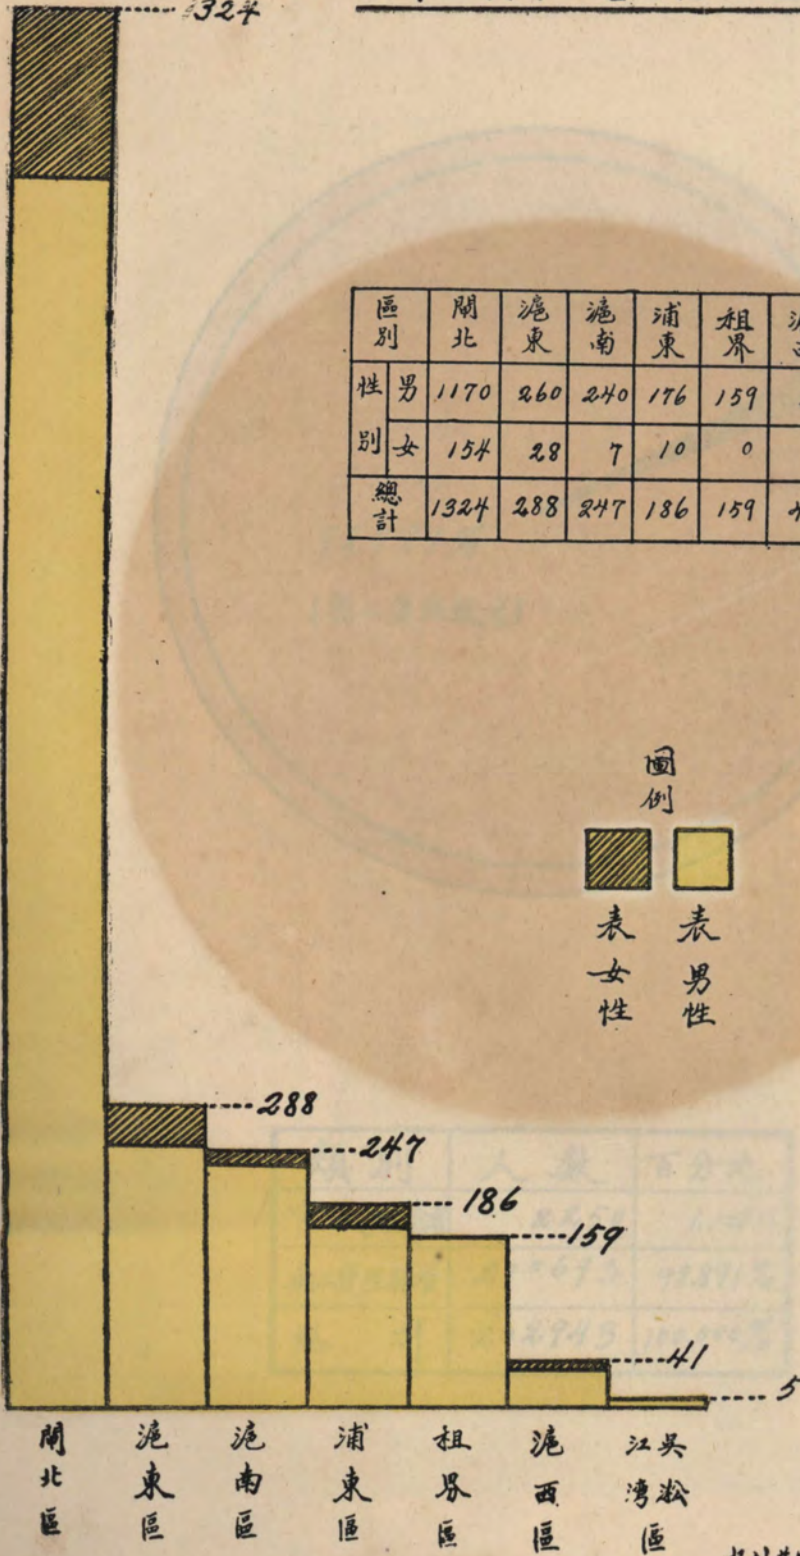 1324
區別 閘北 滬東 滬南 浦東 租界
性別 男 1170 260 240 176 159
女 154 28 7 10 0
總計 1324 288 247 186 159
圖例
表女性 表男性
288
247
186
159
41
5
閘北區 滬東區 滬南區 浦東區 租界區 滬西區 吳淞江灣區